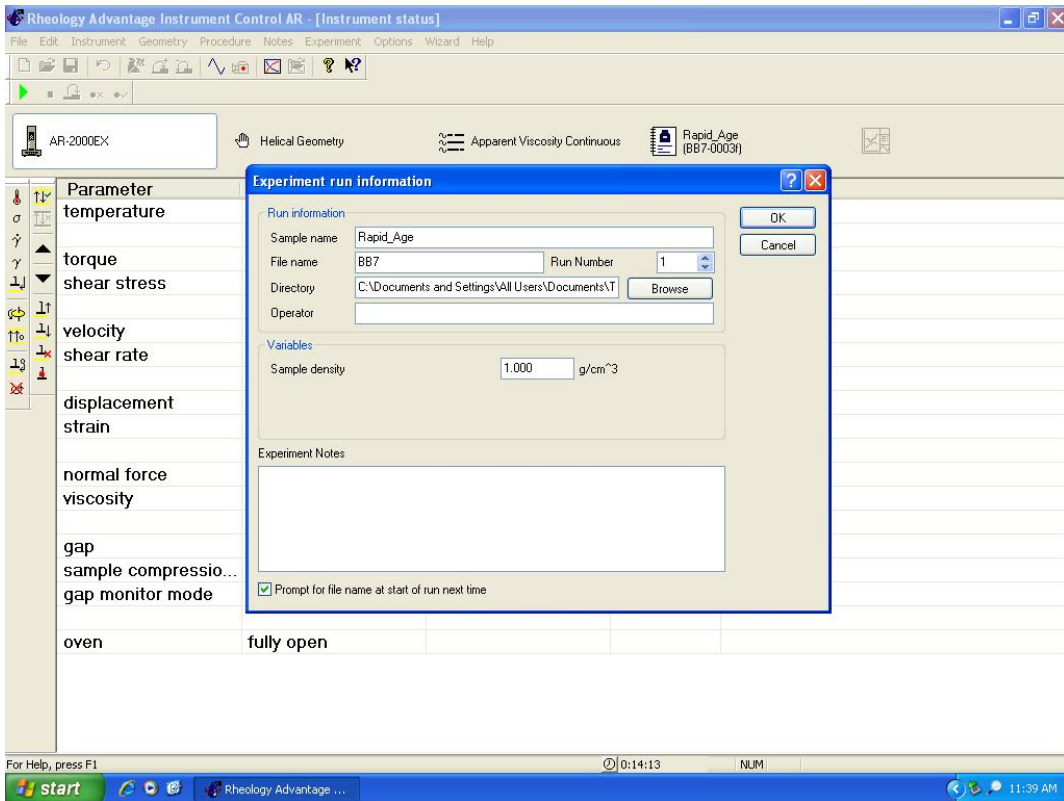 Rheology Advantage Instrument Control AR - [Instrument status]
File Edit Instrument Geometry Procedure Notes Experiment Options Wizard Help
AR-2000EX
Helical Geometry
Apparent Viscosity Continuous
Rapid_Age
(BB7-0003f)
Parameter
temperature
torque
shear stress
velocity
shear rate
displacement
strain
normal force
viscosity
gap
sample compressio...
gap monitor mode
oven fully open
Experiment run information
OK
Cancel
Run information
Sample name Rapid_Age
File name BB7 Run Number 1
Directory C:\Documents and Settings\All Users\Documents\T Browse
Operator
Variables
Sample density 1.000 g/cm^3
Experiment Notes
Prompt for file name at start of run next time
For Help, press F1 0:14:13 NUM
start Rheology Advantage ... 11:39 AM